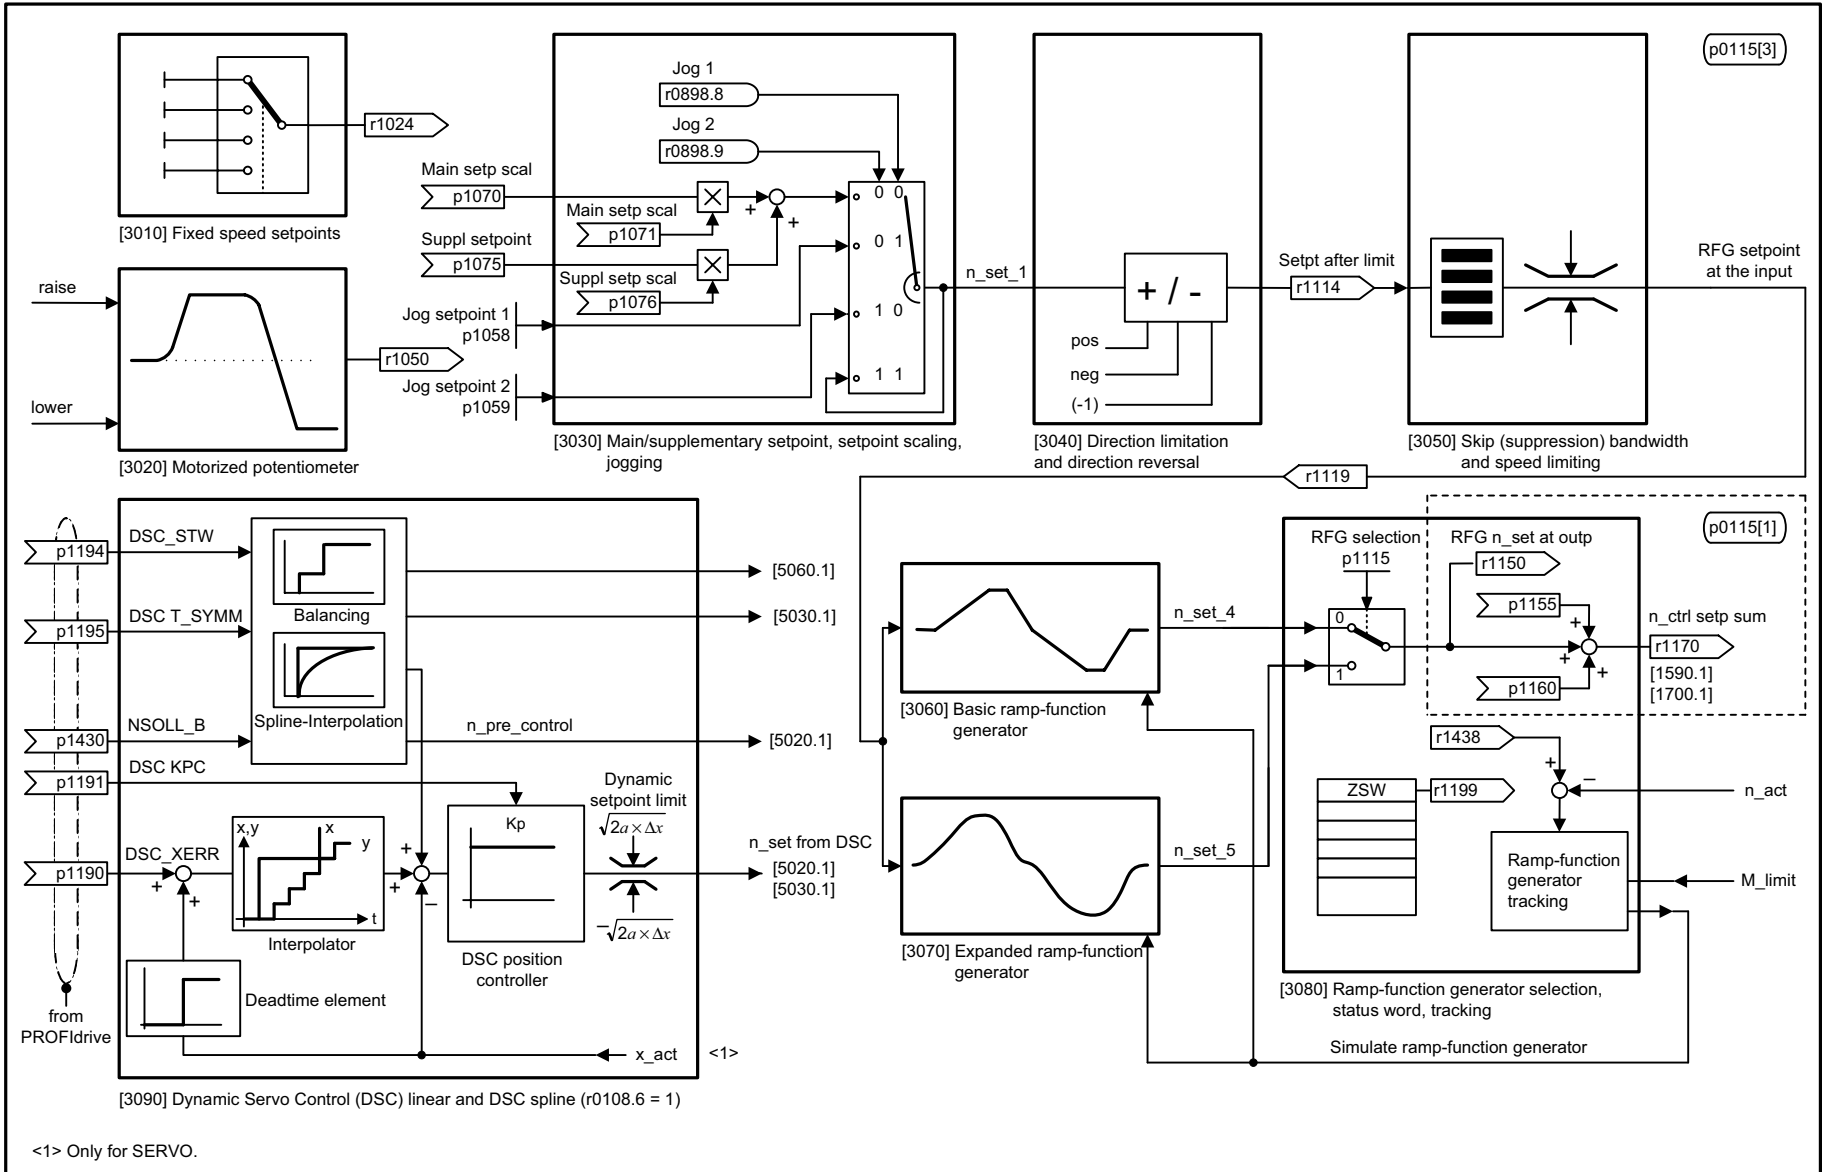 p0115[3]
r1024
[3010] Fixed speed setpoints
raise
lower
r1050
[3020] Motorized potentiometer
Jog 1
r0898.8
Jog 2
r0898.9
Main setp scal
p1070
Main setp scal
p1071
Suppl setpoint
p1075
Suppl setp scal
p1076
Jog setpoint 1
p1058
Jog setpoint 2
p1059
+
+
0 0
0 1
1 0
1 1
n_set_1
[3030] Main/supplementary setpoint, setpoint scaling,
jogging
+ / -
pos
neg
(-1)
[3040] Direction limitation
and direction reversal
Setpt after limit
r1114
[3050] Skip (suppression) bandwidth
and speed limiting
RFG setpoint
at the input
r1119
p1194
DSC_STW
p1195
DSC T_SYMM
p1430
NSOLL_B
p1191
DSC KPC
p1190
DSC_XERR
from
PROFIdrive
Balancing
Spline-Interpolation
[5060.1]
[5030.1]
n_pre_control
[5020.1]
+
+
x,y
x
y
t
Interpolator
+
+
−
Kp
DSC position
controller
Dynamic
setpoint limit
√2a × Δx
−√2a × Δx
n_set from DSC
[5020.1]
[5030.1]
Deadtime element
x_act
<1>
[3090] Dynamic Servo Control (DSC) linear and DSC spline (r0108.6 = 1)
n_set_4
[3060] Basic ramp-function
generator
n_set_5
[3070] Expanded ramp-function
generator
RFG selection
p1115
0
1
RFG n_set at outp
r1150
p1155
p1160
+
+
+
p0115[1]
n_ctrl setp sum
r1170
[1590.1]
[1700.1]
r1438
+
−
n_act
ZSW
r1199
Ramp-function
generator
tracking
M_limit
[3080] Ramp-function generator selection,
status word, tracking
Simulate ramp-function generator
<1> Only for SERVO.